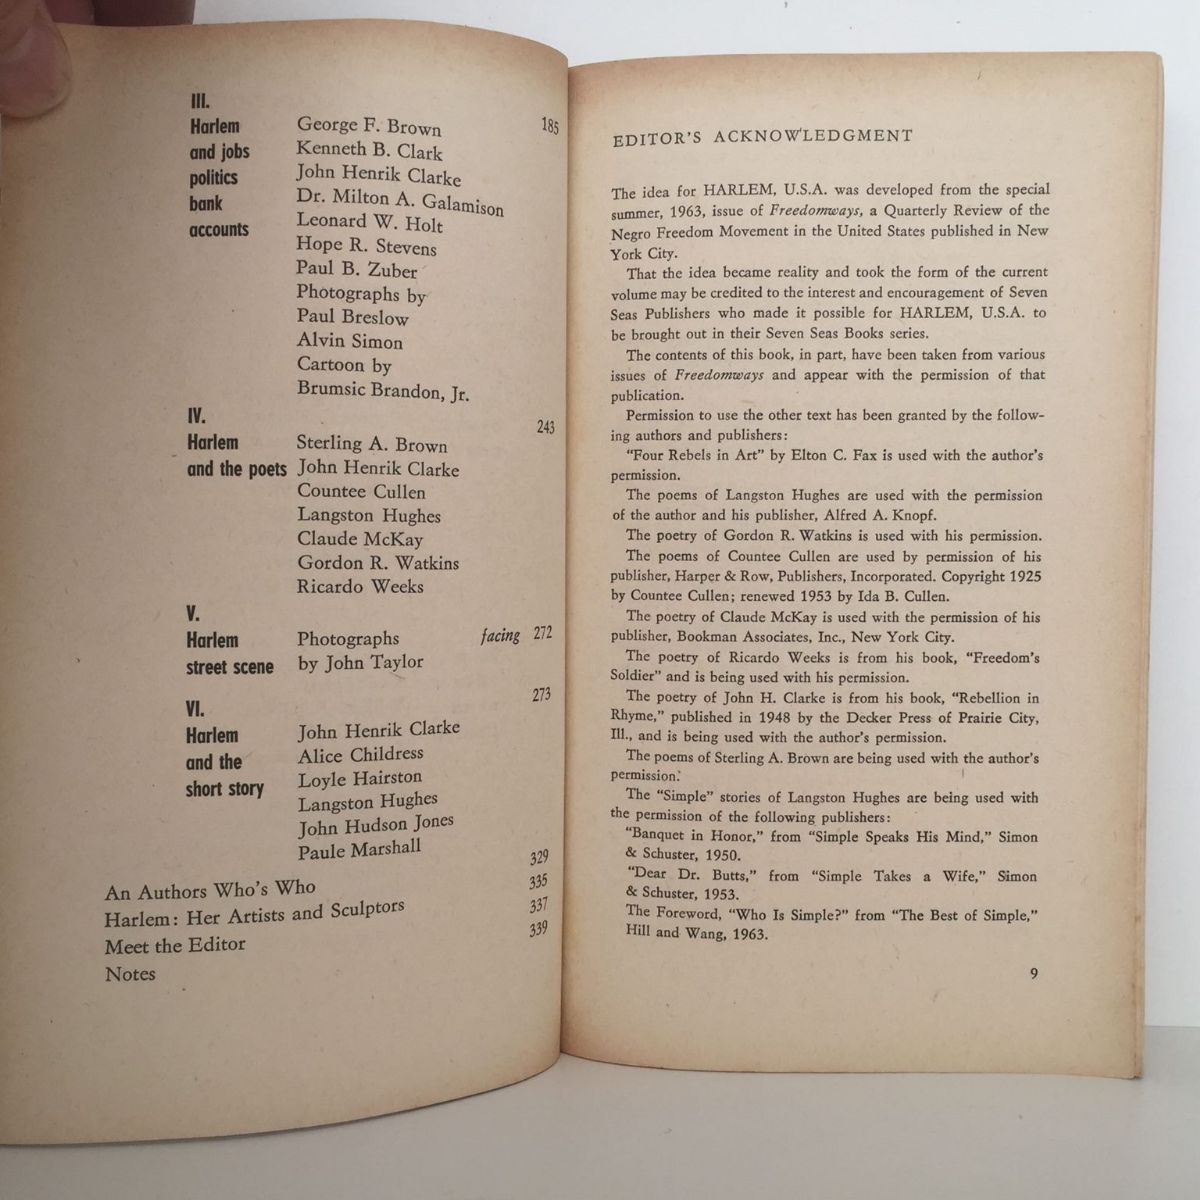 III.
Harlem
and jobs
politics
bank
accounts
George F. Brown 185
Kenneth B. Clark
John Henrik Clarke
Dr. Milton A. Galamison
Leonard W. Holt
Hope R. Stevens
Paul B. Zuber
Photographs by
Paul Breslow
Alvin Simon
Cartoon by
Brumsic Brandon, Jr.
IV.
Harlem
and the poets
243
Sterling A. Brown
John Henrik Clarke
Countee Cullen
Langston Hughes
Claude McKay
Gordon R. Watkins
Ricardo Weeks
V.
Harlem
street scene
Photographs facing 272
by John Taylor
VI.
Harlem
and the
short story
273
John Henrik Clarke
Alice Childress
Loyle Hairston
Langston Hughes
John Hudson Jones
Paule Marshall
An Authors Who's Who 329
Harlem: Her Artists and Sculptors 335
Meet the Editor 337
Notes 339
EDITOR'S ACKNOWLEDGMENT
The idea for HARLEM, U.S.A. was developed from the special
summer, 1963, issue of Freedomways, a Quarterly Review of the
Negro Freedom Movement in the United States published in New
York City.
That the idea became reality and took the form of the current
volume may be credited to the interest and encouragement of Seven
Seas Publishers who made it possible for HARLEM, U.S.A. to
be brought out in their Seven Seas Books series.
The contents of this book, in part, have been taken from various
issues of Freedomways and appear with the permission of that
publication.
Permission to use the other text has been granted by the follow-
ing authors and publishers:
"Four Rebels in Art" by Elton C. Fax is used with the author's
permission.
The poems of Langston Hughes are used with the permission
of the author and his publisher, Alfred A. Knopf.
The poetry of Gordon R. Watkins is used with his permission.
The poems of Countee Cullen are used by permission of his
publisher, Harper & Row, Publishers, Incorporated. Copyright 1925
by Countee Cullen; renewed 1953 by Ida B. Cullen.
The poetry of Claude McKay is used with the permission of his
publisher, Bookman Associates, Inc., New York City.
The poetry of Ricardo Weeks is from his book, "Freedom's
Soldier" and is being used with his permission.
The poetry of John H. Clarke is from his book, "Rebellion in
Rhyme," published in 1948 by the Decker Press of Prairie City,
Ill., and is being used with the author's permission.
The poems of Sterling A. Brown are being used with the author's
permission.
The "Simple" stories of Langston Hughes are being used with
the permission of the following publishers:
"Banquet in Honor," from "Simple Speaks His Mind," Simon
& Schuster, 1950.
"Dear Dr. Butts," from "Simple Takes a Wife," Simon
& Schuster, 1953.
The Foreword, "Who Is Simple?" from "The Best of Simple,"
Hill and Wang, 1963.
9